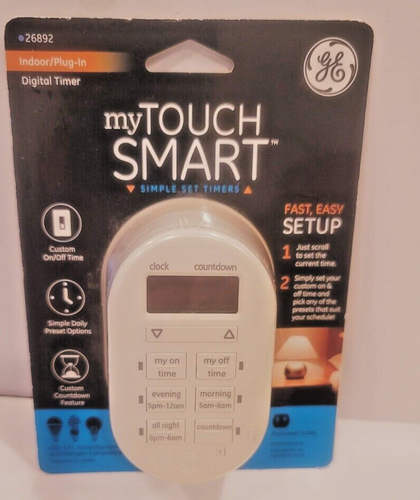 26892
Indoor/Plug-In
Digital Timer
GE
myTOUCH
SMART™
SIMPLE SET TIMERS
FAST, EASY
SETUP
1 Just scroll
to set the
current time.
2 Simply set your
custom on &
off time and
pick any of the
presets that suit
your schedule!
Custom
On/Off Time
Simple Daily
Preset Options
Custom
Countdown
Feature
clock countdown
my on
time
my off
time
evening
5pm-12am
morning
5am-8am
all night
6pm-6am
countdown